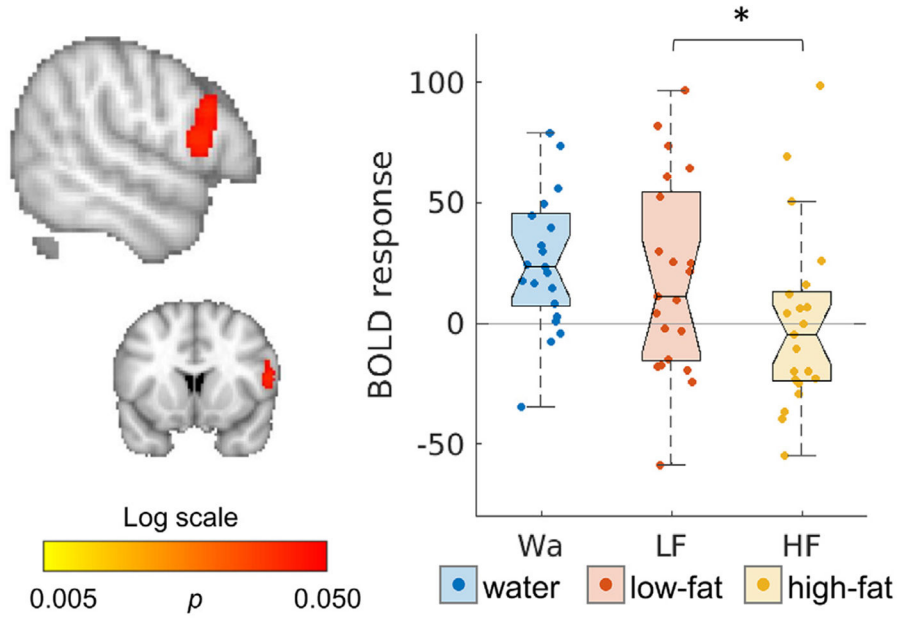 *
100
50
0
-50
BOLD response
Wa LF HF
water low-fat high-fat
Log scale
0.005 p 0.050